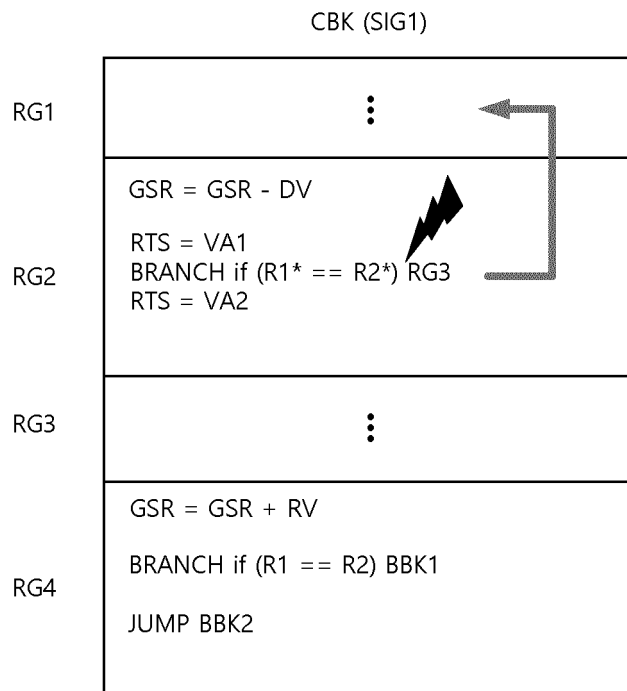 CBK (SIG1)
RG1
RG2
GSR = GSR - DV
RTS = VA1
BRANCH if (R1* == R2*) RG3
RTS = VA2
RG3
RG4
GSR = GSR + RV
BRANCH if (R1 == R2) BBK1
JUMP BBK2